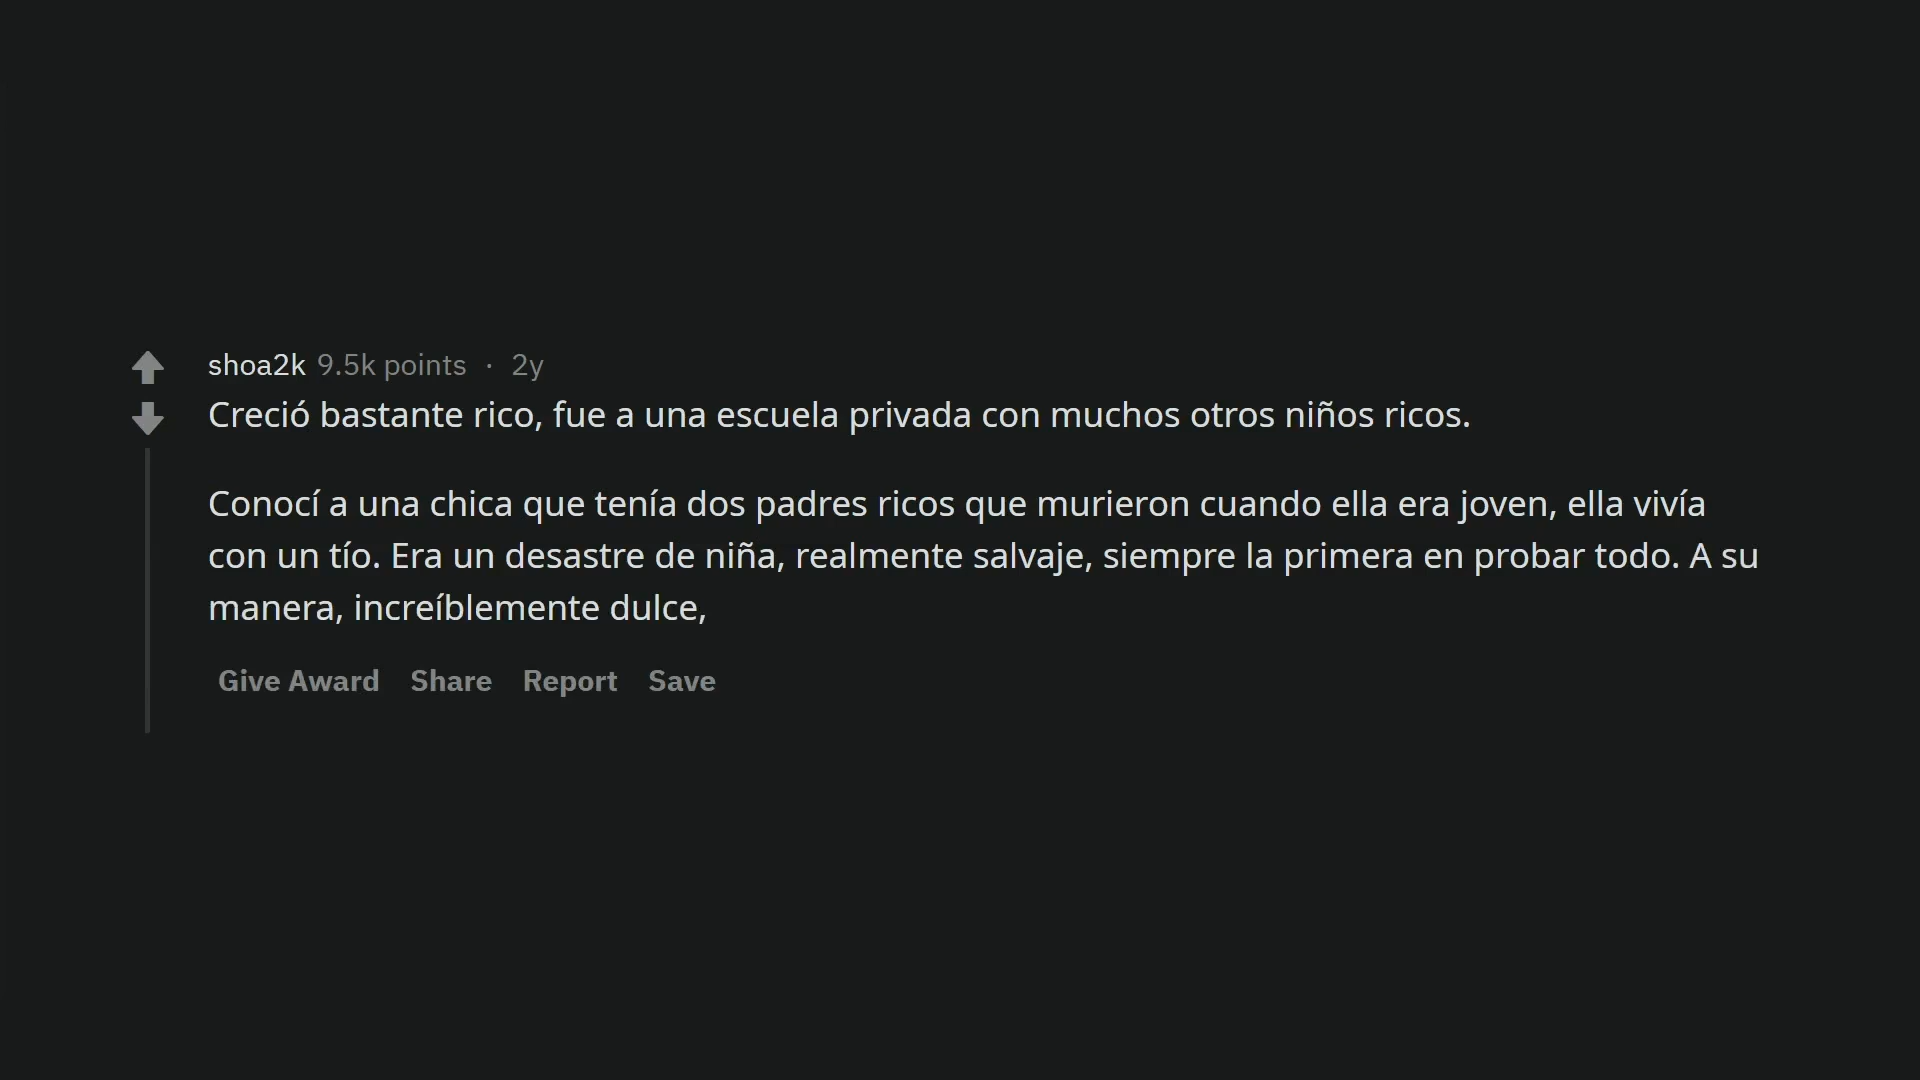 shoa2k 9.5k points · 2y
Creció bastante rico, fue a una escuela privada con muchos otros niños ricos.
Conocí a una chica que tenía dos padres ricos que murieron cuando ella era joven, ella vivía
con un tío. Era un desastre de niña, realmente salvaje, siempre la primera en probar todo. A su
manera, increíblemente dulce,
Give Award Share Report Save